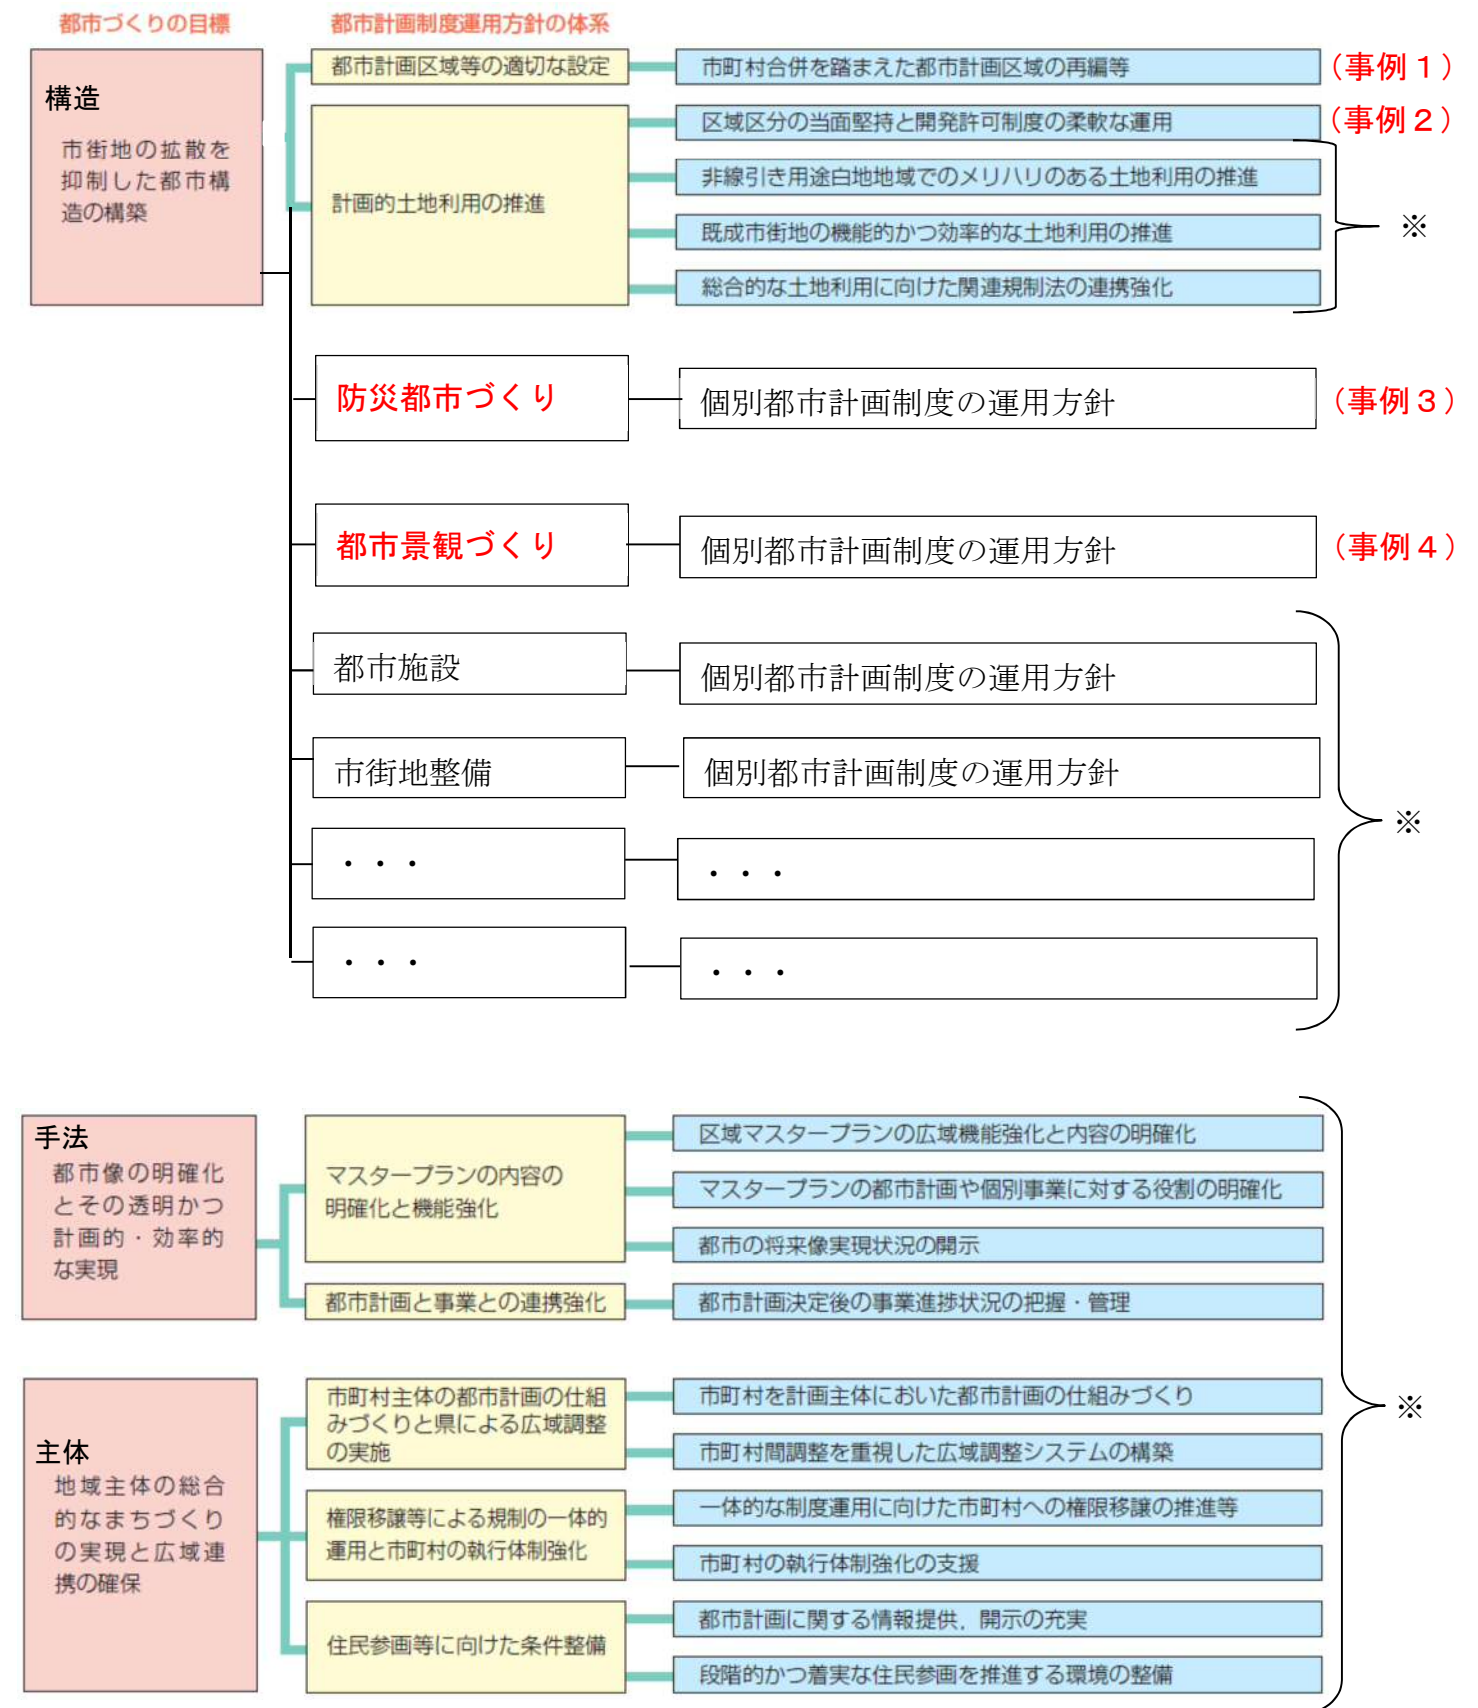 都市づくりの目標
都市計画制度運用方針の体系
構造
市街地の拡散を
抑制した都市構
造の構築
都市計画区域等の適切な設定
市町村合併を踏まえた都市計画区域の再編等
（事例１）
計画的土地利用の推進
区域区分の当面堅持と開発許可制度の柔軟な運用
（事例２）
非線引き用途白地地域でのメリハリのある土地利用の推進
既成市街地の機能的かつ効率的な土地利用の推進
※
総合的な土地利用に向けた関連規制法の連携強化
防災都市づくり
個別都市計画制度の運用方針
（事例３）
都市景観づくり
個別都市計画制度の運用方針
（事例４）
都市施設
個別都市計画制度の運用方針
市街地整備
個別都市計画制度の運用方針
※
・・・
・・・
・・・
・・・
手法
都市像の明確化
とその透明かつ
計画的・効率的
な実現
マスタープランの内容の
明確化と機能強化
区域マスタープランの広域機能強化と内容の明確化
マスタープランの都市計画や個別事業に対する役割の明確化
都市の将来像実現状況の開示
都市計画と事業との連携強化
都市計画決定後の事業進捗状況の把握・管理
主体
地域主体の総合
的なまちづくり
の実現と広域連
携の確保
市町村主体の都市計画の仕組
みづくりと県による広域調整
の実施
市町村を計画主体においた都市計画の仕組みづくり
※
市町村間調整を重視した広域調整システムの構築
権限移譲等による規制の一体的
運用と市町村の執行体制強化
一体的な制度運用に向けた市町村への権限移譲の推進等
市町村の執行体制強化の支援
住民参画等に向けた条件整備
都市計画に関する情報提供，開示の充実
段階的かつ着実な住民参画を推進する環境の整備